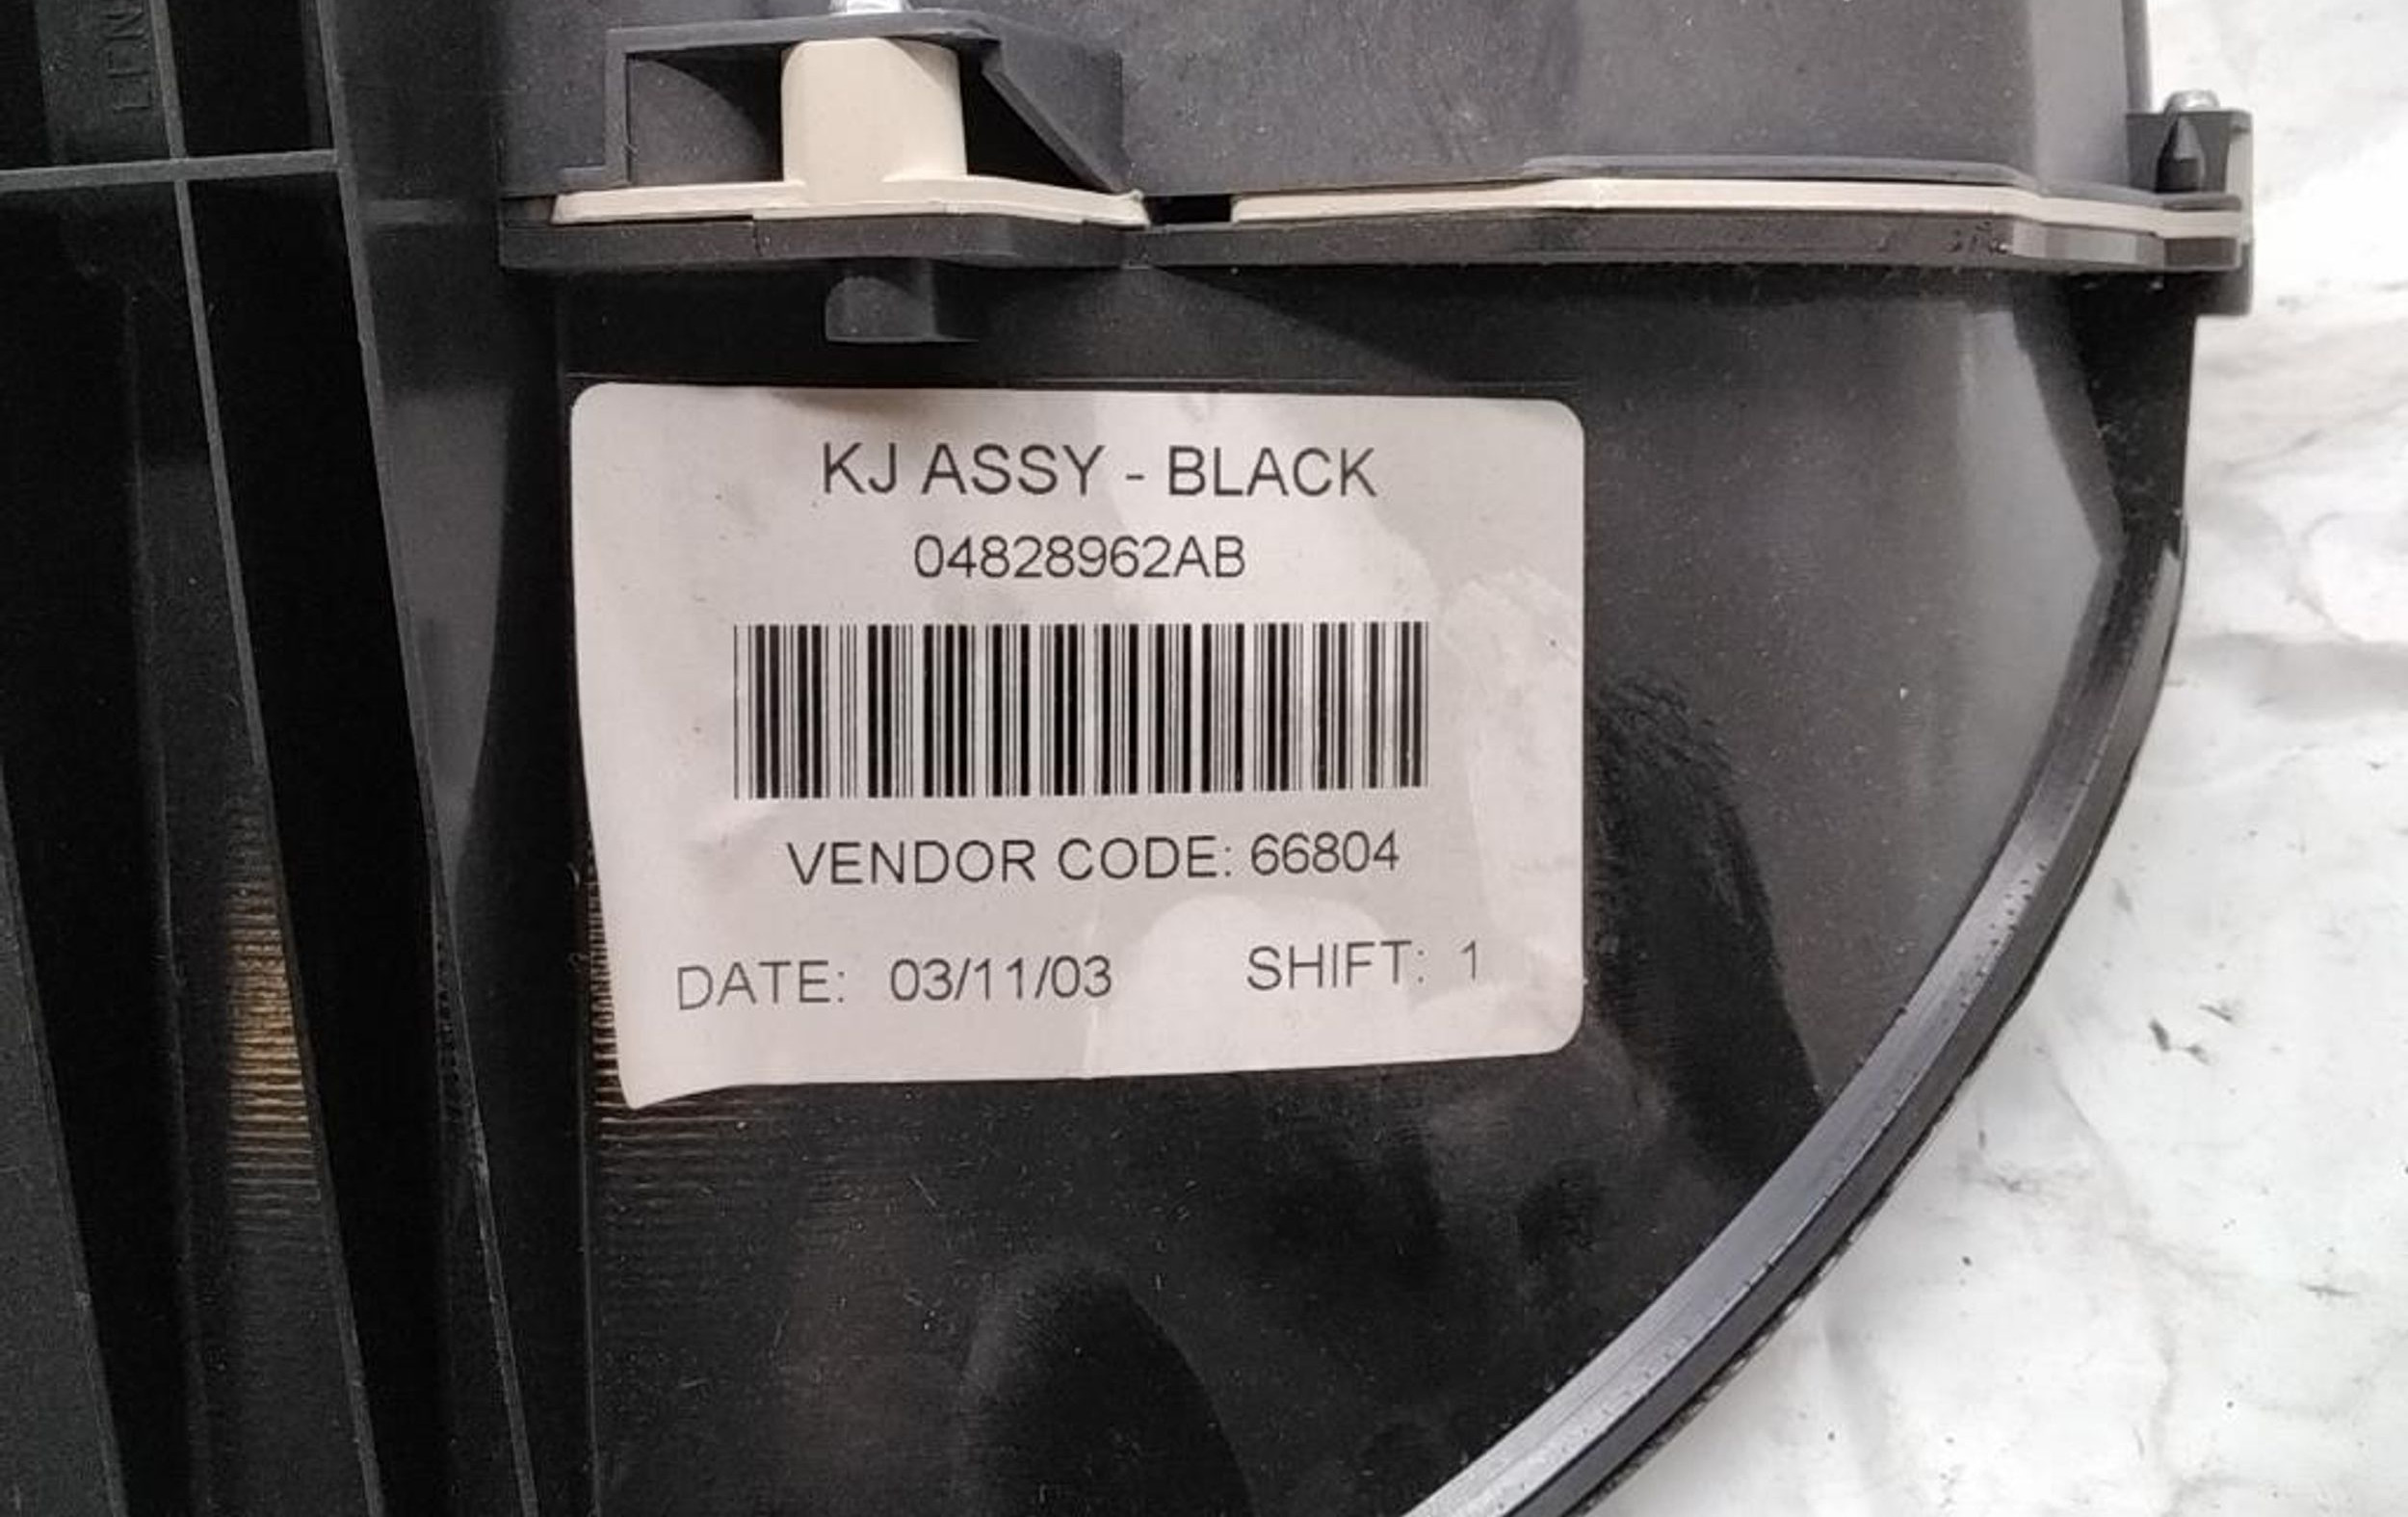 KJ ASSY - BLACK
04828962AB
VENDOR CODE: 66804
DATE: 03/11/03 SHIFT: 1